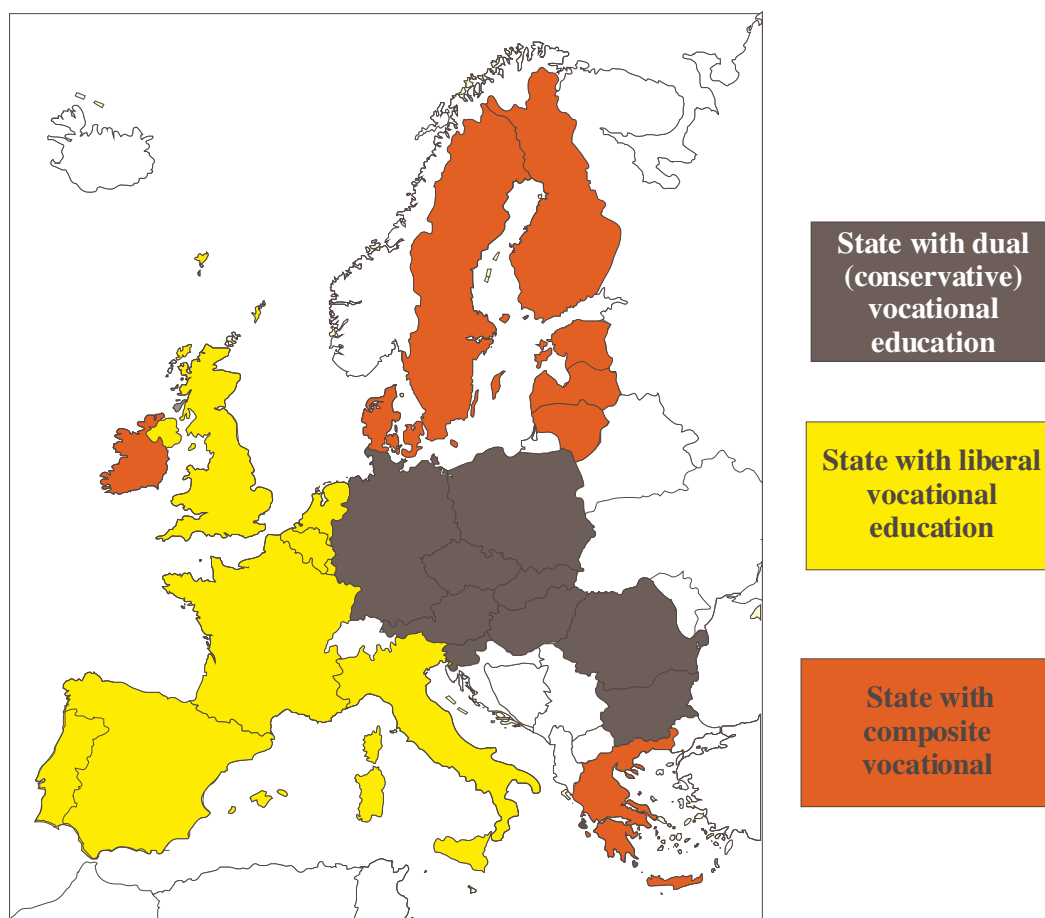 State with dual
(conservative)
vocational
education
State with liberal
vocational
education
State with
composite
vocational